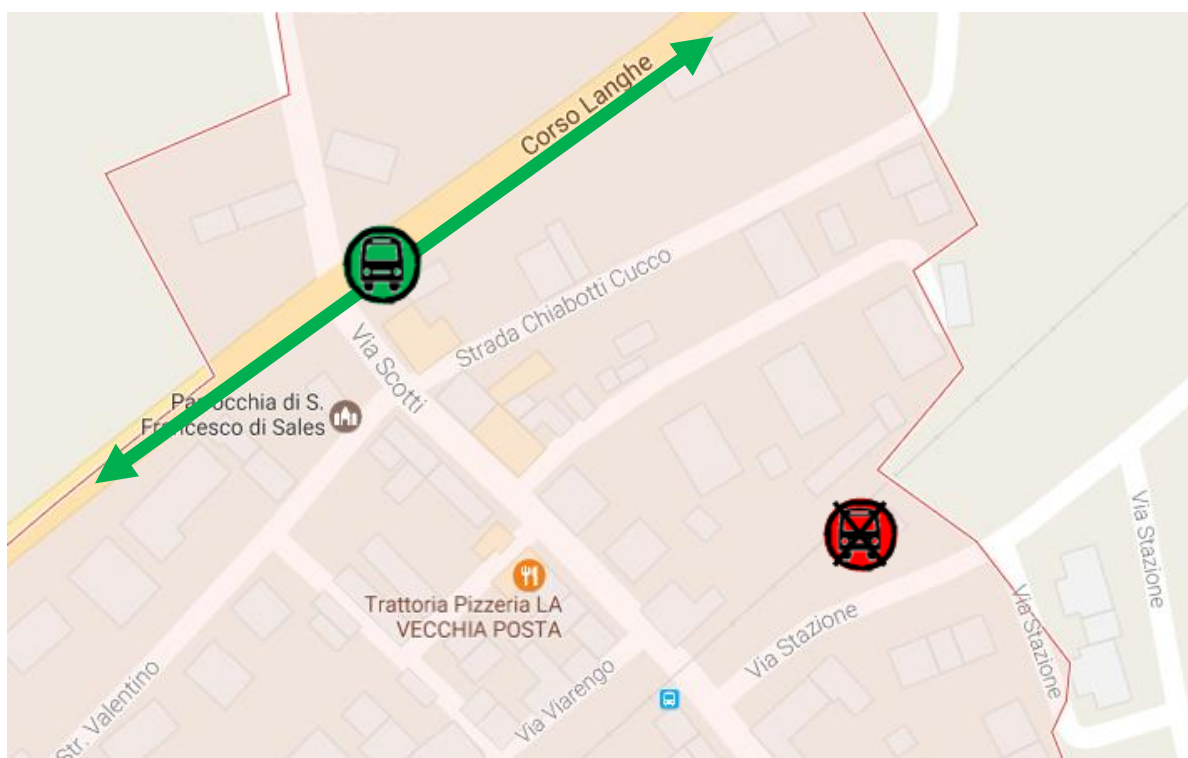 Corso Langhe
Strada Chiabotti Cucco
Via Scotti
Parrocchia di S.
Francesco di Sales
Via Stazione
Trattoria Pizzeria LA
VECCHIA POSTA
Via Stazione
Via Stazione
Via Viarengo
Str. Valentino